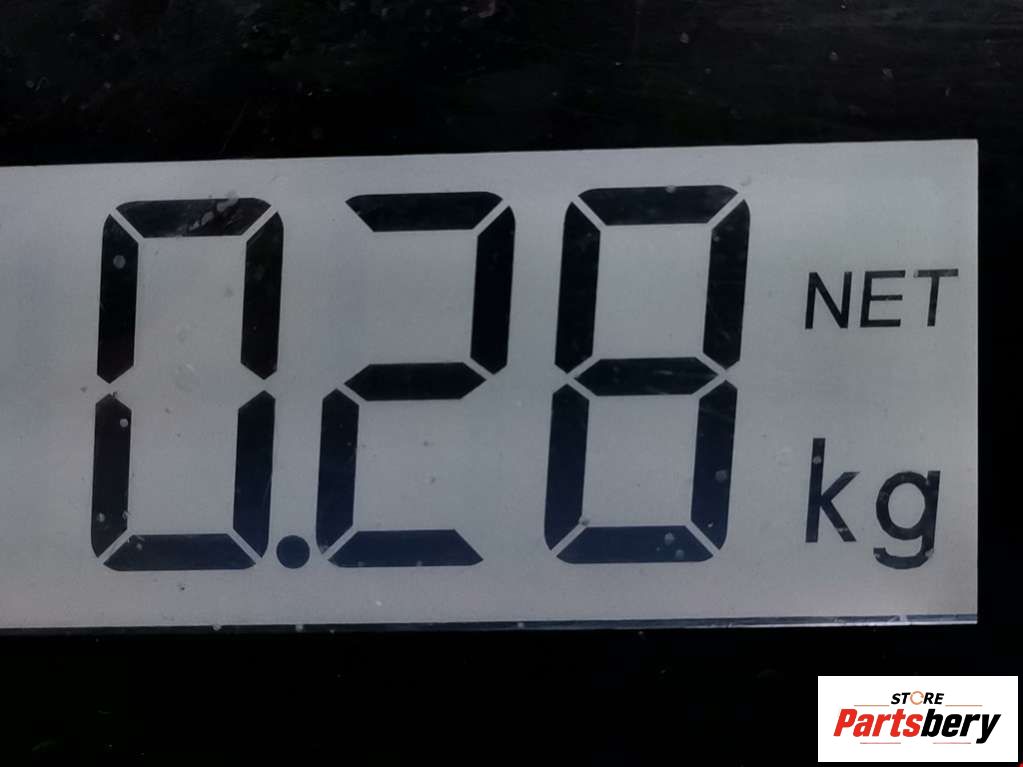 0.28
NET
kg
STORE
Partsbery